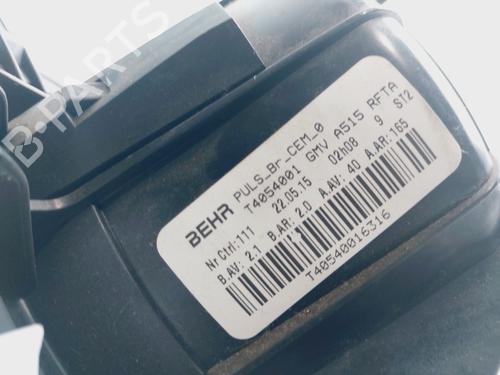 B-PARTS
BEHR PULS_Br_CEM_0
T4054001 GMV A515 RFTA
Nr Ctrl:111 22.05.15 02h08 9 ST2
B.AV: 2.1 B.AR: 2.0 A.AV: 40 A.AR:165
T40540016316